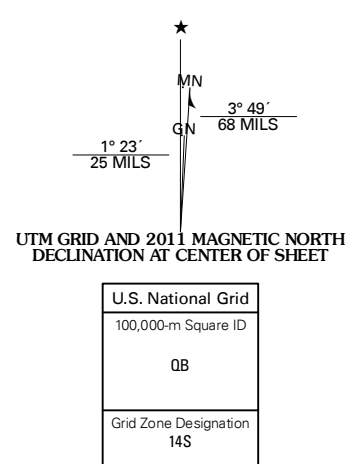 ★
MN
3° 49´
68 MILS
GN
1° 23´
25 MILS
UTM GRID AND 2011 MAGNETIC NORTH
DECLINATION AT CENTER OF SHEET
U.S. National Grid
100,000-m Square ID
QB
Grid Zone Designation
14S